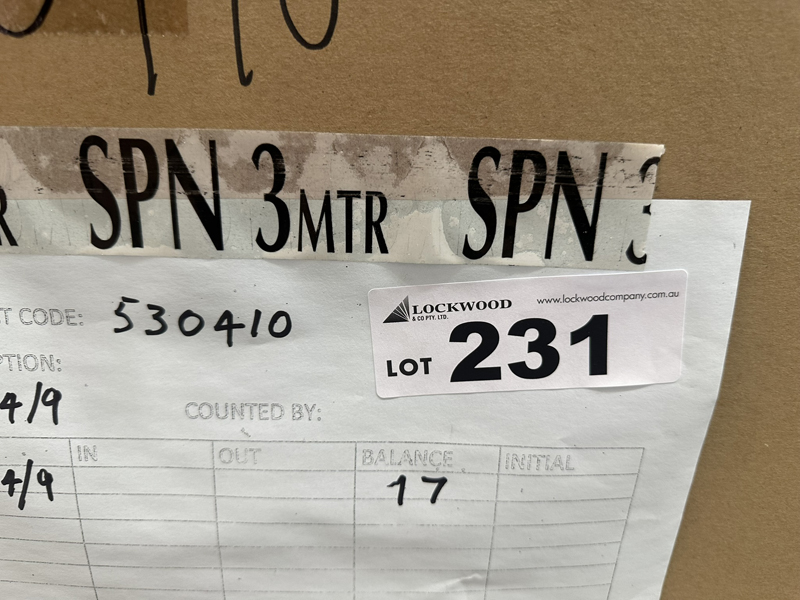 SPN 3MTR SPN 3
T CODE: 530410
LOCKWOOD
& CO PTY. LTD.
www.lockwoodcompany.com.au
LOT 231
TION:
4/9
COUNTED BY:
IN OUT BALANCE INITIAL
4/9 17